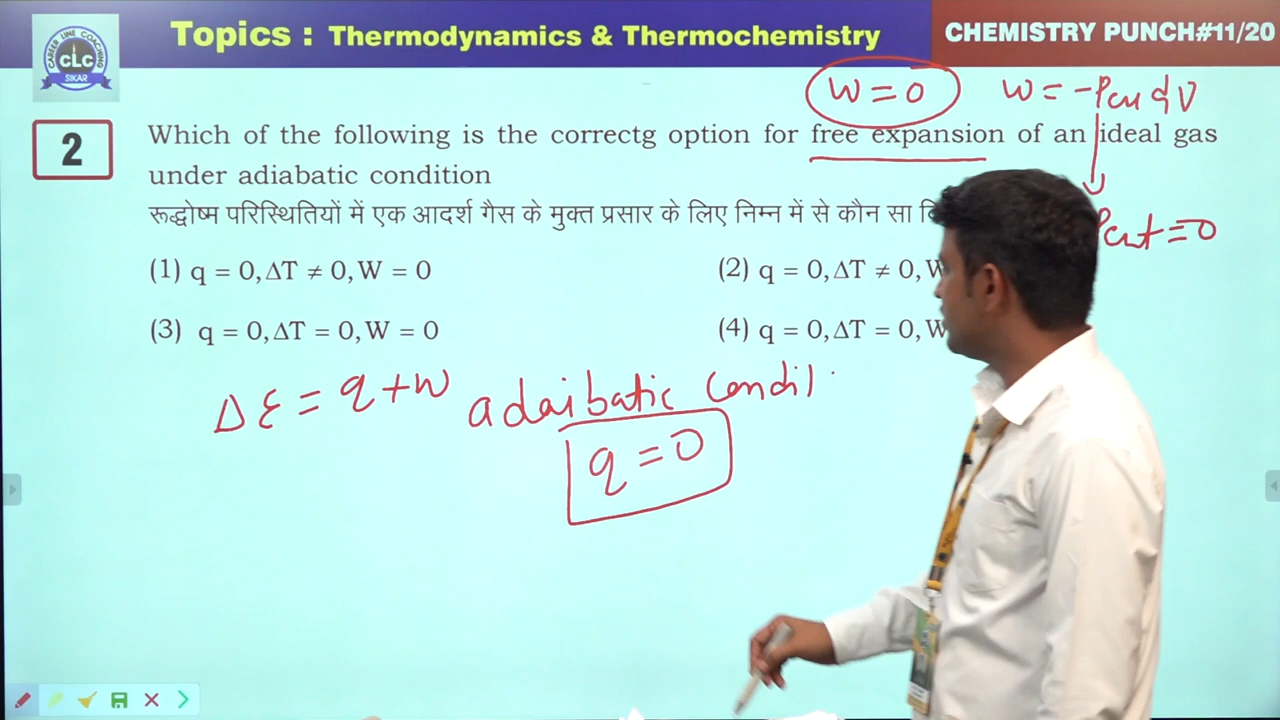 Topics : Thermodynamics & Thermochemistry
CHEMISTRY PUNCH#11/20
CAREER LINE COACHING
CLC
SIKAR
W = 0
W = -Pext dV
2
Which of the following is the correctg option for free expansion of an ideal gas
under adiabatic condition
रूद्धोष्म परिस्थितियों में एक आदर्श गैस के मुक्त प्रसार के लिए निम्न में से कौन सा
Pext = 0
(1) q = 0, ΔT ≠ 0, W = 0
(2) q = 0, ΔT ≠ 0, W
(3) q = 0, ΔT = 0, W = 0
(4) q = 0, ΔT = 0, W
ΔE = q + w
adaibatic condi
q = 0